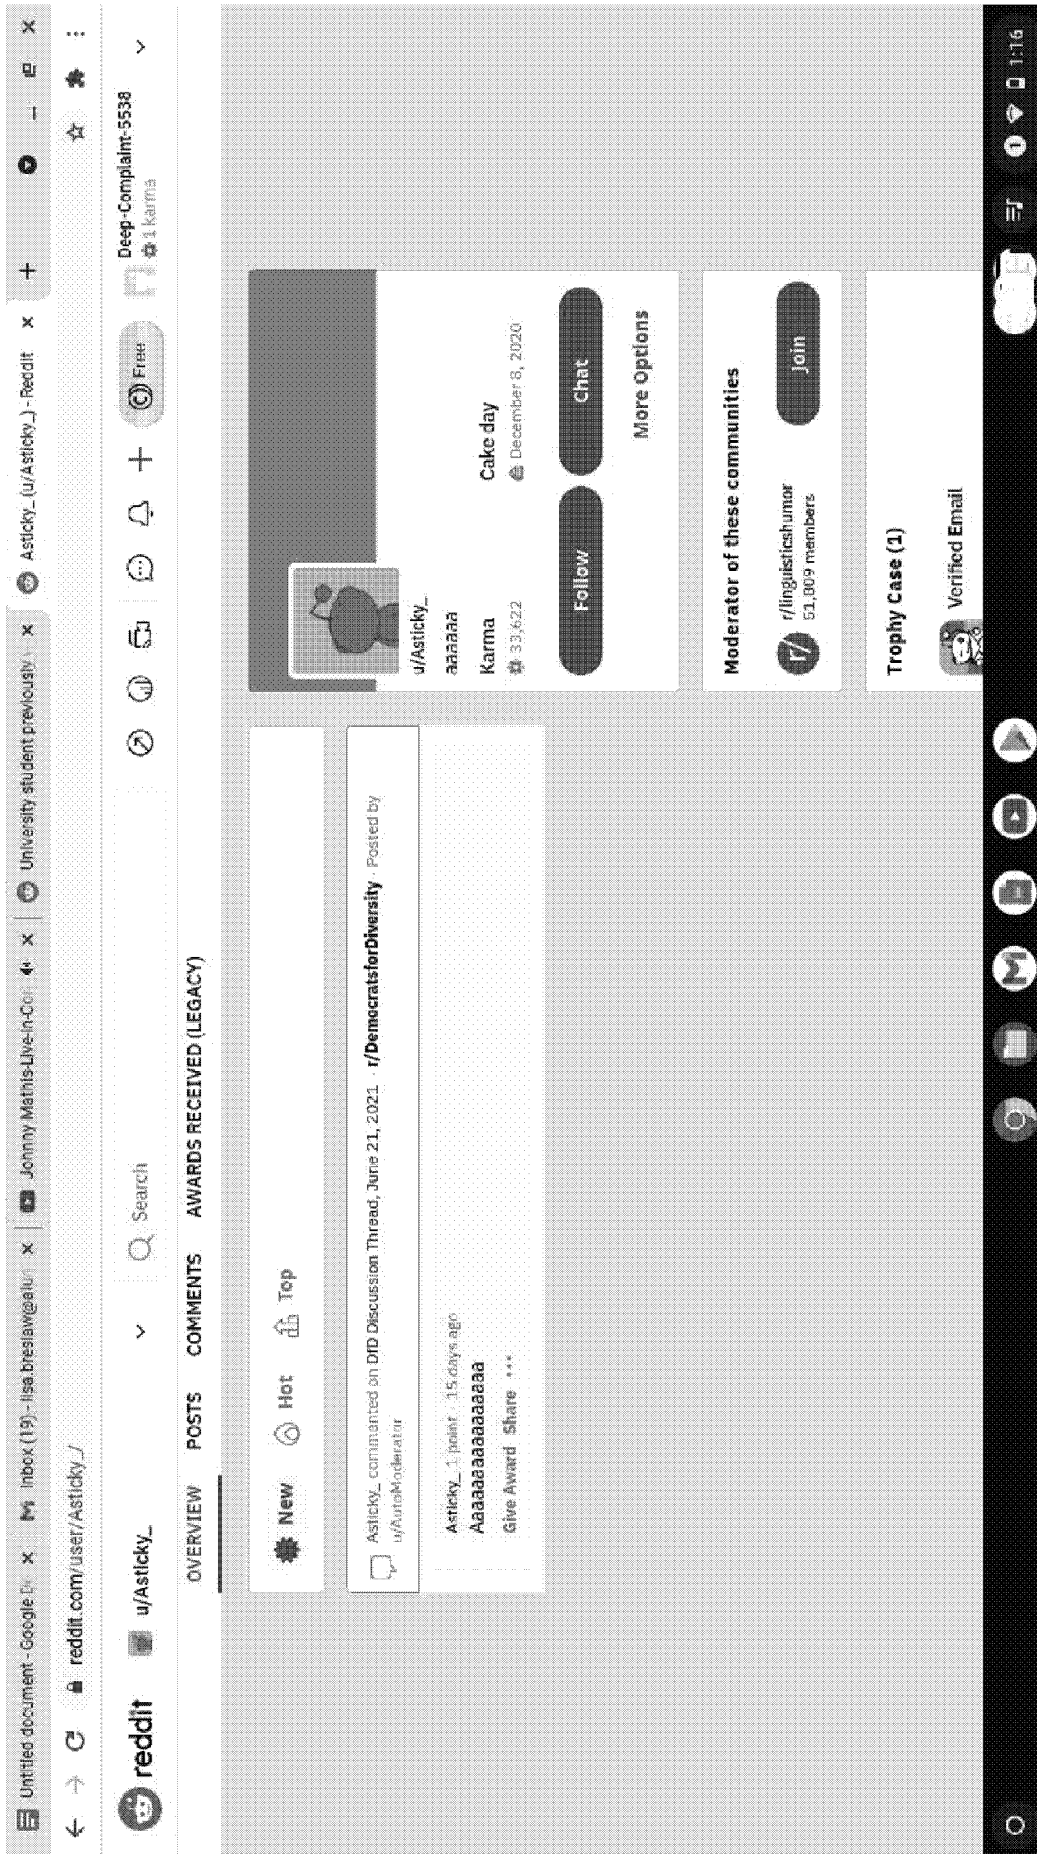 Untitled document - Google D
Inbox (19) - lisa.breslaw@alu
Johnny Mathis-Live-In-Co
University student previously
Asticky_ (u/Asticky_) - Reddit
reddit.com/user/Asticky_/
reddit
u/Asticky_
Search
Free
Deep-Complaint-5538
1 karma
OVERVIEW POSTS COMMENTS AWARDS RECEIVED (LEGACY)
New Hot Top
Asticky_ commented on DfD Discussion Thread, June 21, 2021 · r/DemocratsforDiversity · Posted by
u/AutoModerator
Asticky_ 1 point · 15 days ago
Aaaaaaaaaaaaaaaa
Give Award Share ···
u/Asticky_
aaaaaa
Karma
33,622
Cake day
December 8, 2020
Follow
Chat
More Options
Moderator of these communities
r/
r/linguisticshumor
51,809 members
Join
Trophy Case (1)
Verified Email
1
1:16